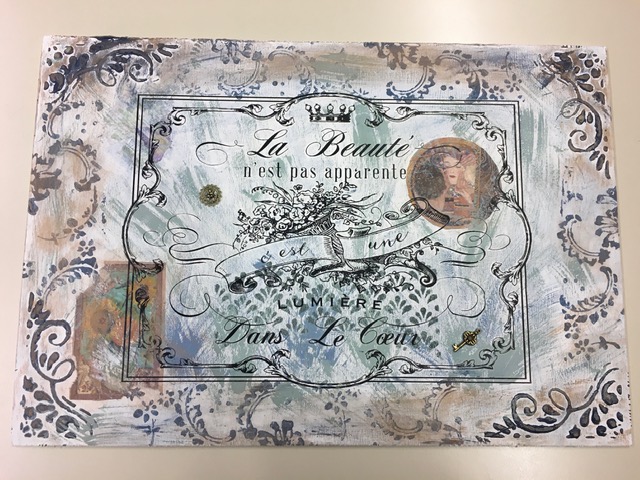 La Beauté
n'est pas apparente
c'est une
LUMIÈRE
Dans Le Cœur